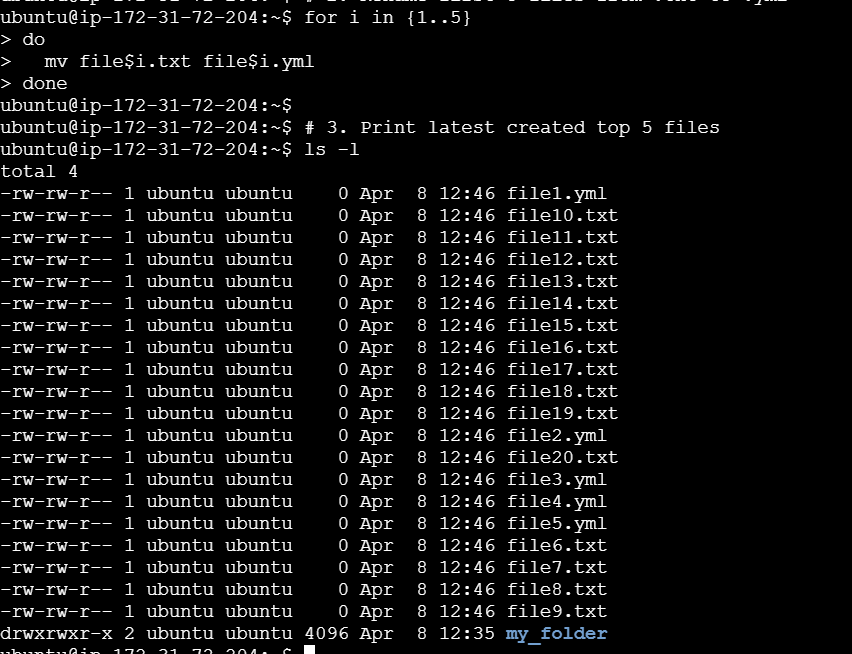 ubuntu@ip-172-31-72-204:~$ for i in {1..5}
> do
>   mv file$i.txt file$i.yml
> done
ubuntu@ip-172-31-72-204:~$
ubuntu@ip-172-31-72-204:~$ # 3. Print latest created top 5 files
ubuntu@ip-172-31-72-204:~$ ls -l
total 4
-rw-rw-r-- 1 ubuntu ubuntu    0 Apr  8 12:46 file1.yml
-rw-rw-r-- 1 ubuntu ubuntu    0 Apr  8 12:46 file10.txt
-rw-rw-r-- 1 ubuntu ubuntu    0 Apr  8 12:46 file11.txt
-rw-rw-r-- 1 ubuntu ubuntu    0 Apr  8 12:46 file12.txt
-rw-rw-r-- 1 ubuntu ubuntu    0 Apr  8 12:46 file13.txt
-rw-rw-r-- 1 ubuntu ubuntu    0 Apr  8 12:46 file14.txt
-rw-rw-r-- 1 ubuntu ubuntu    0 Apr  8 12:46 file15.txt
-rw-rw-r-- 1 ubuntu ubuntu    0 Apr  8 12:46 file16.txt
-rw-rw-r-- 1 ubuntu ubuntu    0 Apr  8 12:46 file17.txt
-rw-rw-r-- 1 ubuntu ubuntu    0 Apr  8 12:46 file18.txt
-rw-rw-r-- 1 ubuntu ubuntu    0 Apr  8 12:46 file19.txt
-rw-rw-r-- 1 ubuntu ubuntu    0 Apr  8 12:46 file2.yml
-rw-rw-r-- 1 ubuntu ubuntu    0 Apr  8 12:46 file20.txt
-rw-rw-r-- 1 ubuntu ubuntu    0 Apr  8 12:46 file3.yml
-rw-rw-r-- 1 ubuntu ubuntu    0 Apr  8 12:46 file4.yml
-rw-rw-r-- 1 ubuntu ubuntu    0 Apr  8 12:46 file5.yml
-rw-rw-r-- 1 ubuntu ubuntu    0 Apr  8 12:46 file6.txt
-rw-rw-r-- 1 ubuntu ubuntu    0 Apr  8 12:46 file7.txt
-rw-rw-r-- 1 ubuntu ubuntu    0 Apr  8 12:46 file8.txt
-rw-rw-r-- 1 ubuntu ubuntu    0 Apr  8 12:46 file9.txt
drwxrwxr-x 2 ubuntu ubuntu 4096 Apr  8 12:35 my_folder